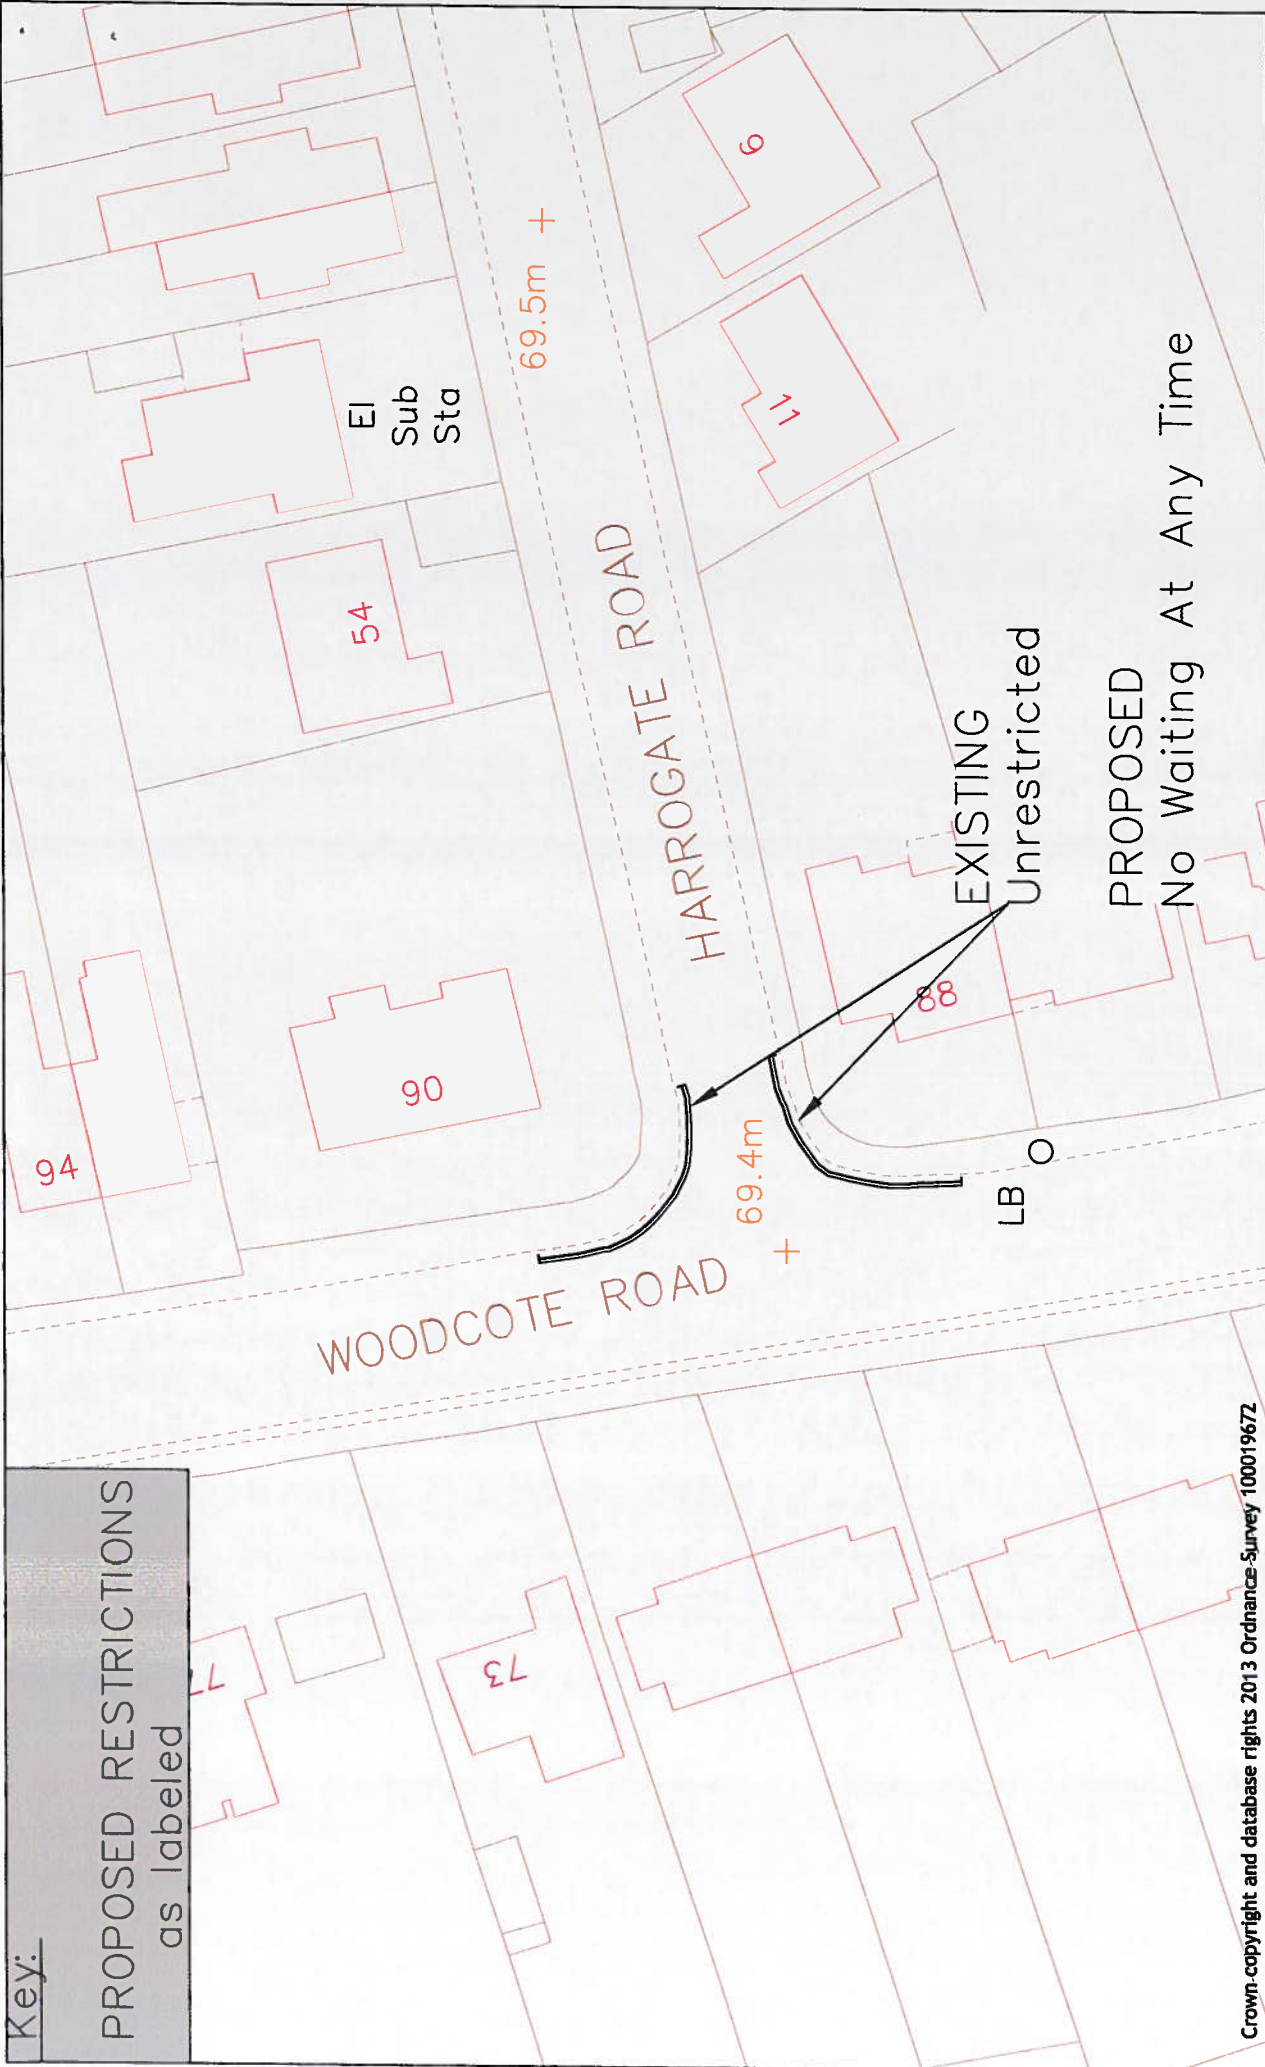 Key:
PROPOSED RESTRICTIONS
as labeled
94
90
54
El
Sub
Sta
73
WOODCOTE ROAD
HARROGATE ROAD
69.5m
69.4m
9
11
88
LB
EXISTING
Unrestricted
PROPOSED
No Waiting At Any Time
Crown copyright and database rights 2013 Ordnance Survey 100019672